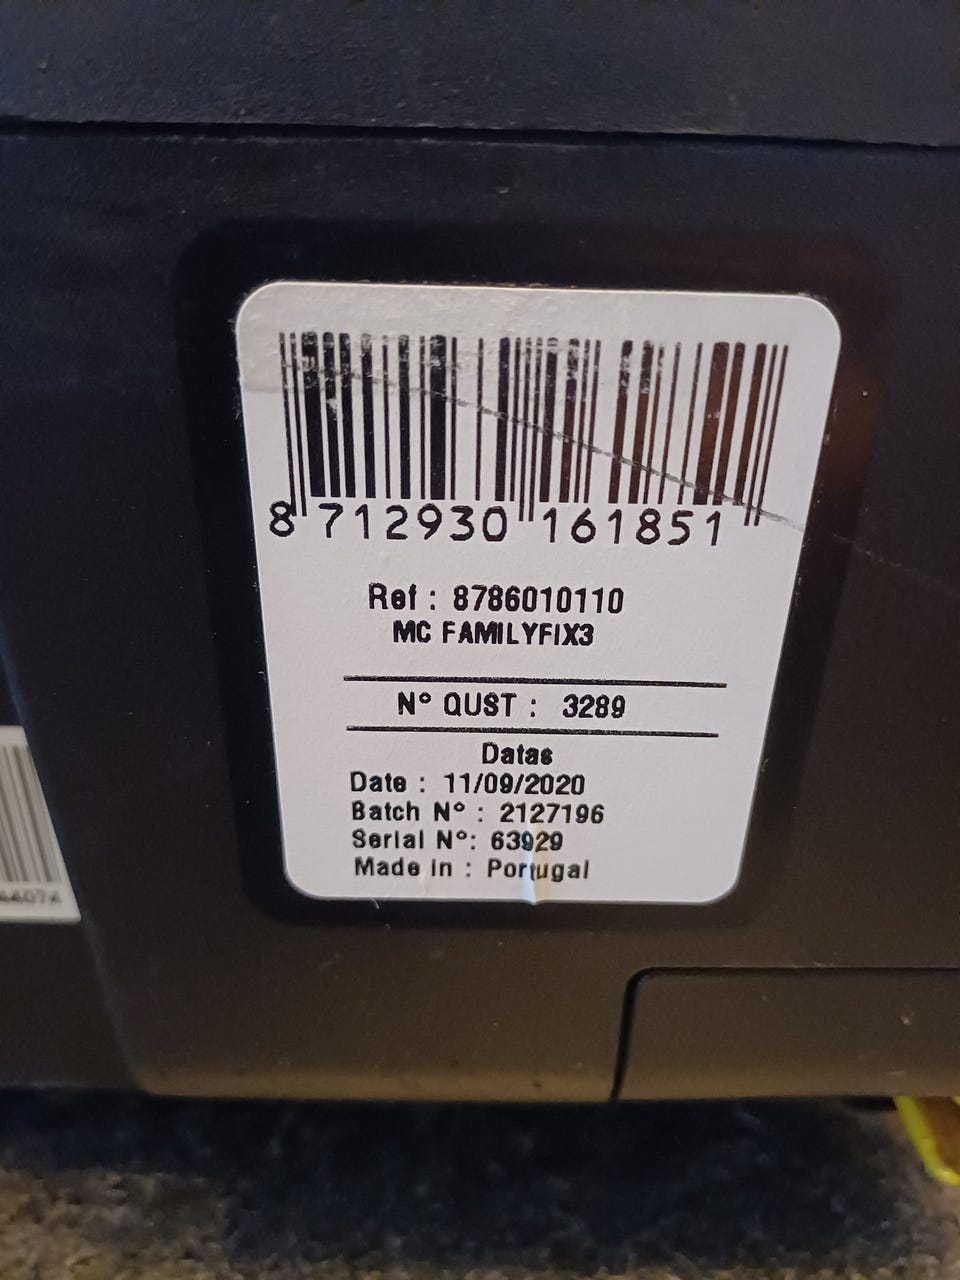 8 712930 161851
Ref : 8786010110
MC FAMILYFIX3
N° QUST : 3289
Datas
Date : 11/09/2020
Batch N° : 2127196
Serial N°: 63929
Made in : Portugal